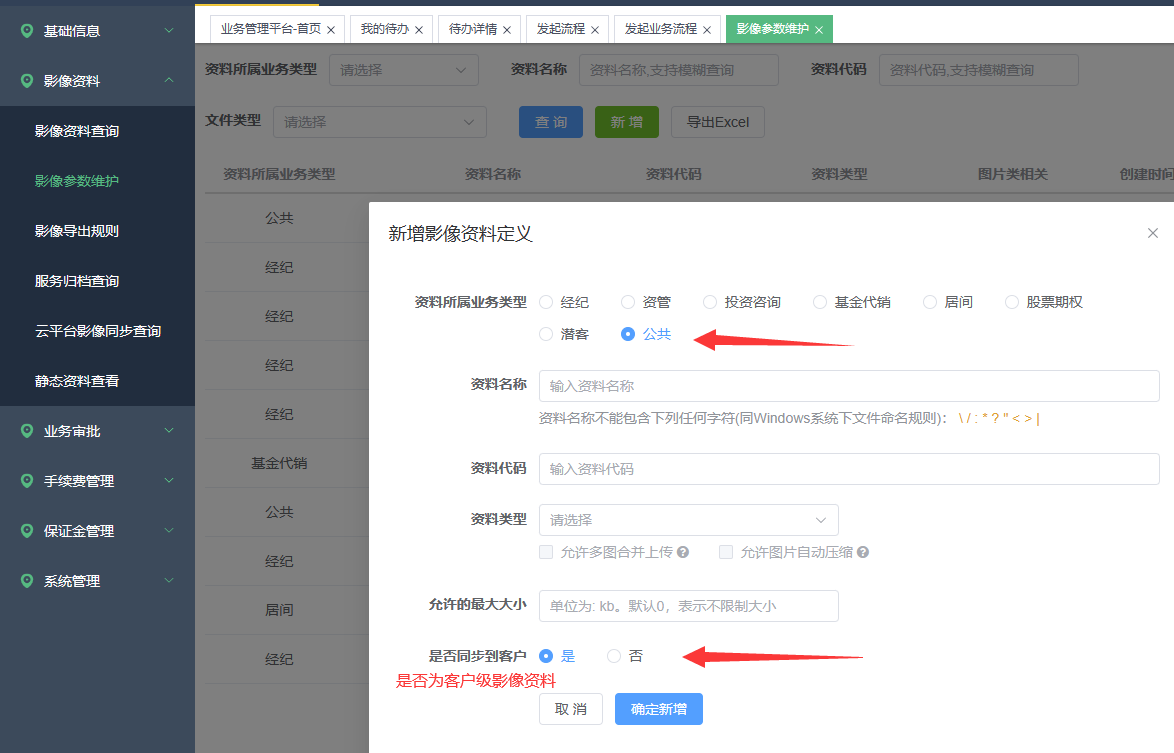 基础信息
影像资料
影像资料查询
影像参数维护
影像导出规则
服务归档查询
云平台影像同步查询
静态资料查看
业务审批
手续费管理
保证金管理
系统管理
业务管理平台-首页 × 我的待办 × 待办详情 × 发起流程 × 发起业务流程 × 影像参数维护 ×
资料所属业务类型 请选择 资料名称 资料名称,支持模糊查询 资料代码 资料代码,支持模糊查询
文件类型 请选择 查 询 新 增 导出Excel
资料所属业务类型 资料名称 资料代码 资料类型 图片类相关 创建时间
公共
经纪
经纪
经纪
经纪
基金代销
公共
经纪
居间
经纪
新增影像资料定义
资料所属业务类型 经纪 资管 投资咨询 基金代销 居间 股票期权
潜客 公共
资料名称 输入资料名称
资料名称不能包含下列任何字符(同Windows系统下文件命名规则)： \ / : * ? " < > |
资料代码 输入资料代码
资料类型 请选择
允许多图合并上传 ? 允许图片自动压缩 ?
允许的最大大小 单位为: kb。默认0，表示不限制大小
是否同步到客户 是 否
是否为客户级影像资料
取 消 确定新增